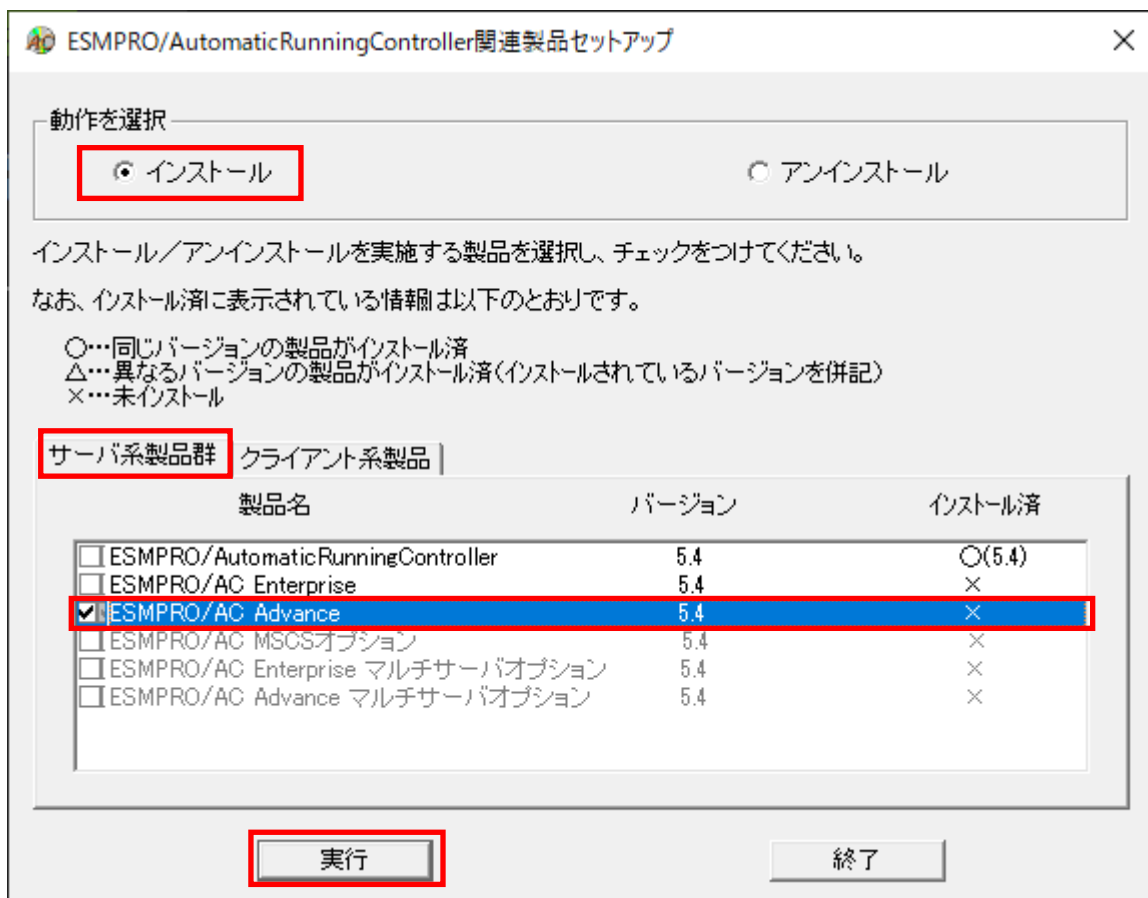 ESMPRO/AutomaticRunningController関連製品セットアップ
動作を選択
インストール アンインストール
インストール／アンインストールを実施する製品を選択し、チェックをつけてください。
なお、インストール済に表示されている情報は以下のとおりです。
○…同じバージョンの製品がインストール済
△…異なるバージョンの製品がインストール済(インストールされているバージョンを併記)
×…未インストール
サーバ系製品群 クライアント系製品
製品名 バージョン インストール済
ESMPRO/AutomaticRunningController 5.4 ○(5.4)
ESMPRO/AC Enterprise 5.4 ×
ESMPRO/AC Advance 5.4 ×
ESMPRO/AC MSCSオプション 5.4 ×
ESMPRO/AC Enterprise マルチサーバオプション 5.4 ×
ESMPRO/AC Advance マルチサーバオプション 5.4 ×
実行 終了